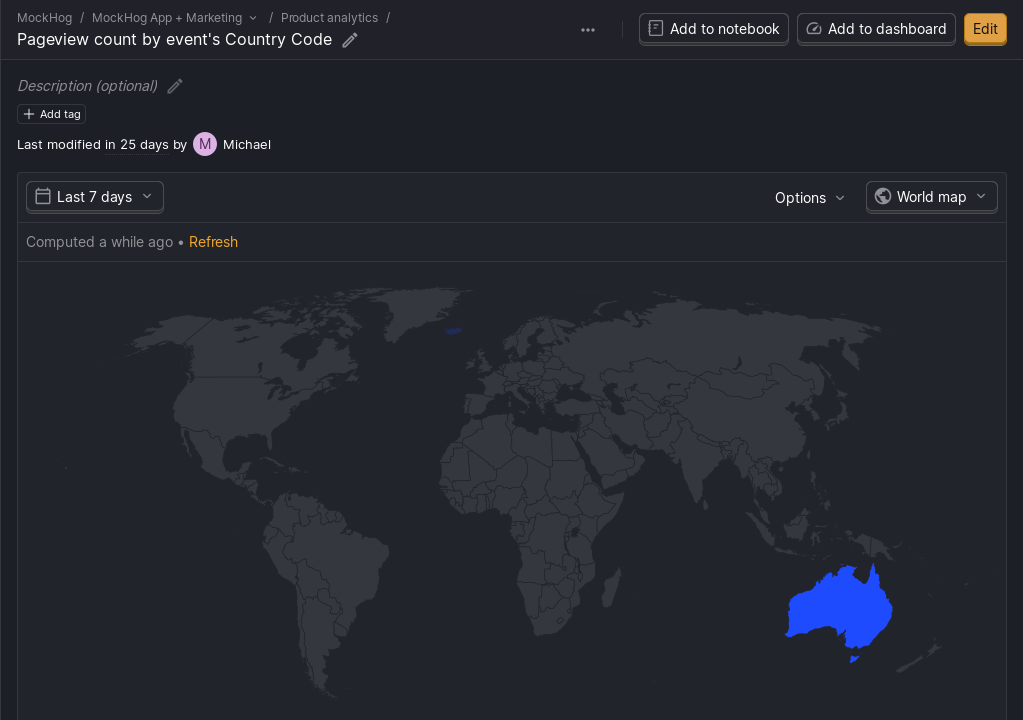 MockHog / MockHog App + Marketing / Product analytics /
Pageview count by event's Country Code
Add to notebook
Add to dashboard
Edit
Description (optional)
Add tag
Last modified in 25 days by M Michael
Last 7 days
Options
World map
Computed a while ago • Refresh